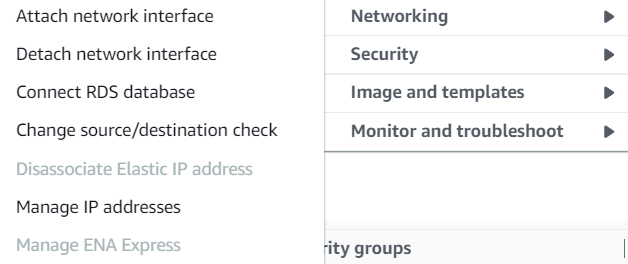 Attach network interface
Detach network interface
Connect RDS database
Change source/destination check
Disassociate Elastic IP address
Manage IP addresses
Manage ENA Express
Networking
Security
Image and templates
Monitor and troubleshoot
rity groups